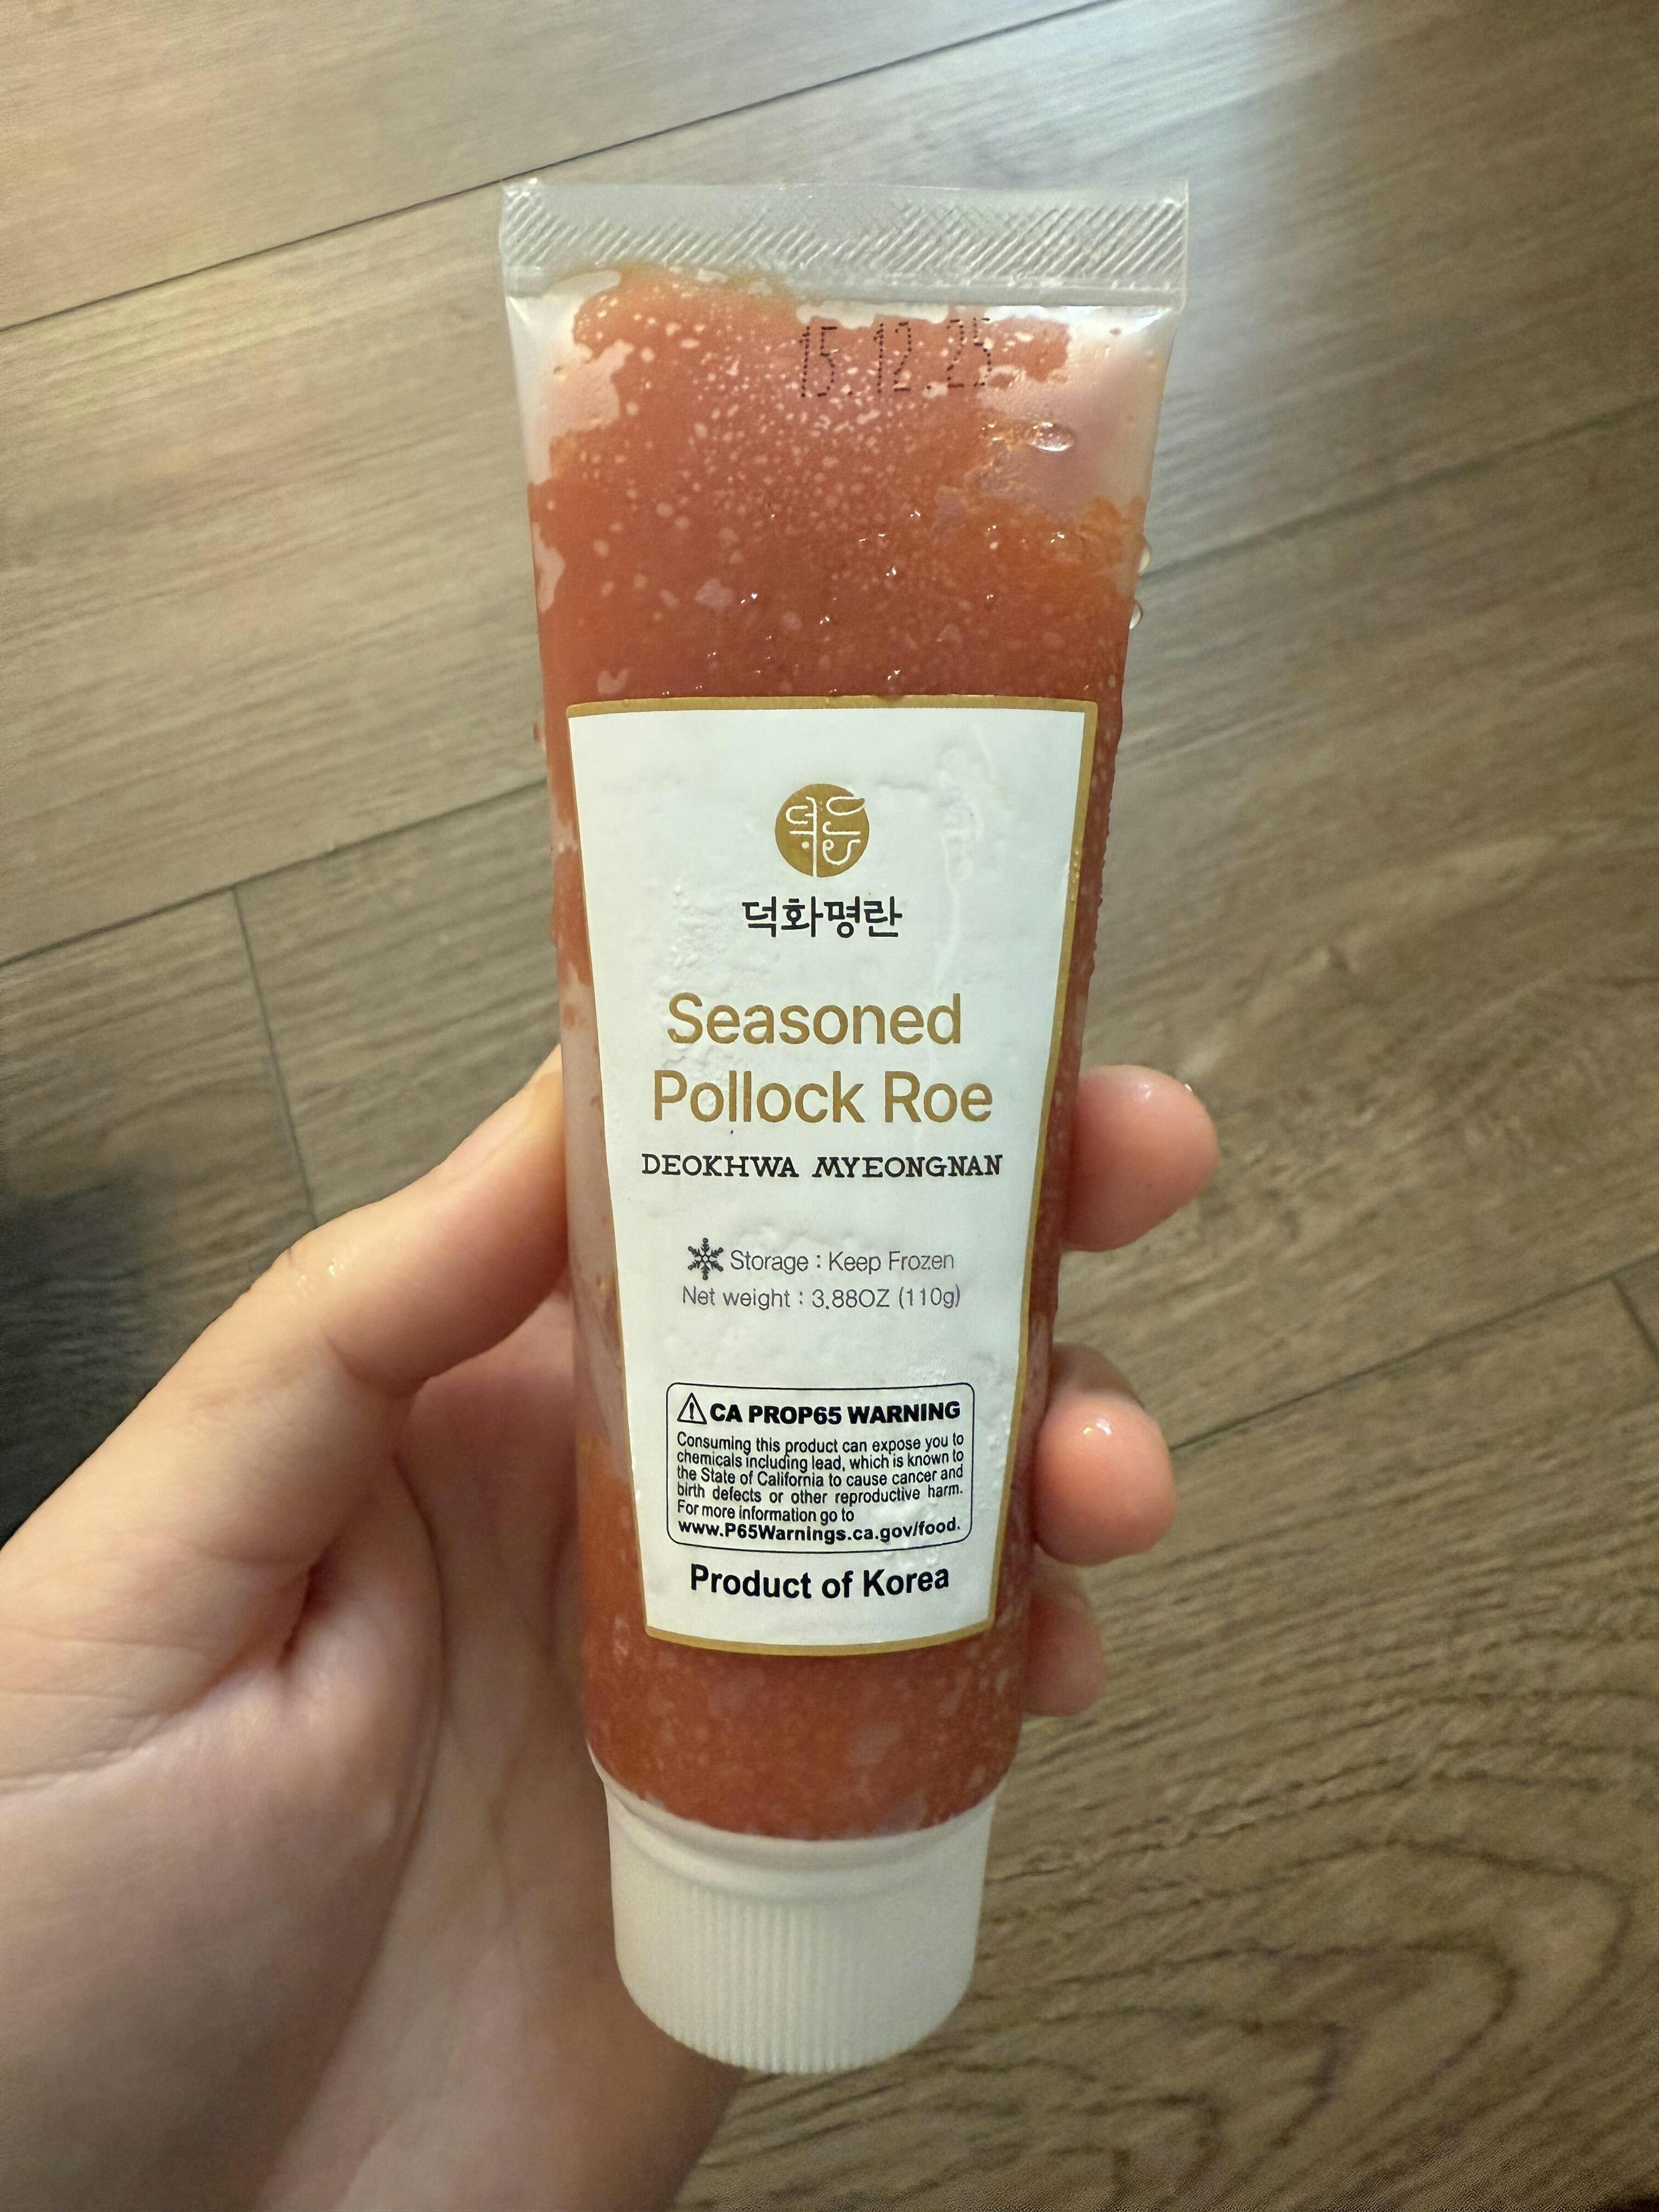 15.12.25
덕화명란
Seasoned
Pollock Roe
DEOKHWA MYEONGNAN
Storage : Keep Frozen
Net weight : 3.88OZ (110g)
CA PROP65 WARNING
Consuming this product can expose you to
chemicals including lead, which is known to
the State of California to cause cancer and
birth defects or other reproductive harm.
For more information go to
www.P65Warnings.ca.gov/food.
Product of Korea